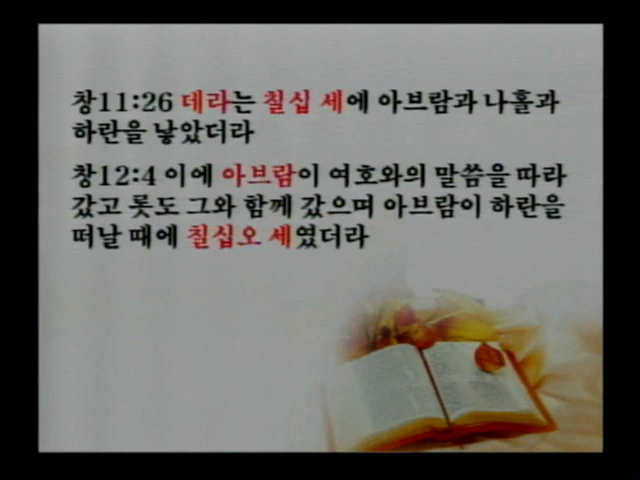 창11:26 데라는 칠십 세에 아브람과 나홀과
하란을 낳았더라
창12:4 이에 아브람이 여호와의 말씀을 따라
갔고 롯도 그와 함께 갔으며 아브람이 하란을
떠날 때에 칠십오 세였더라